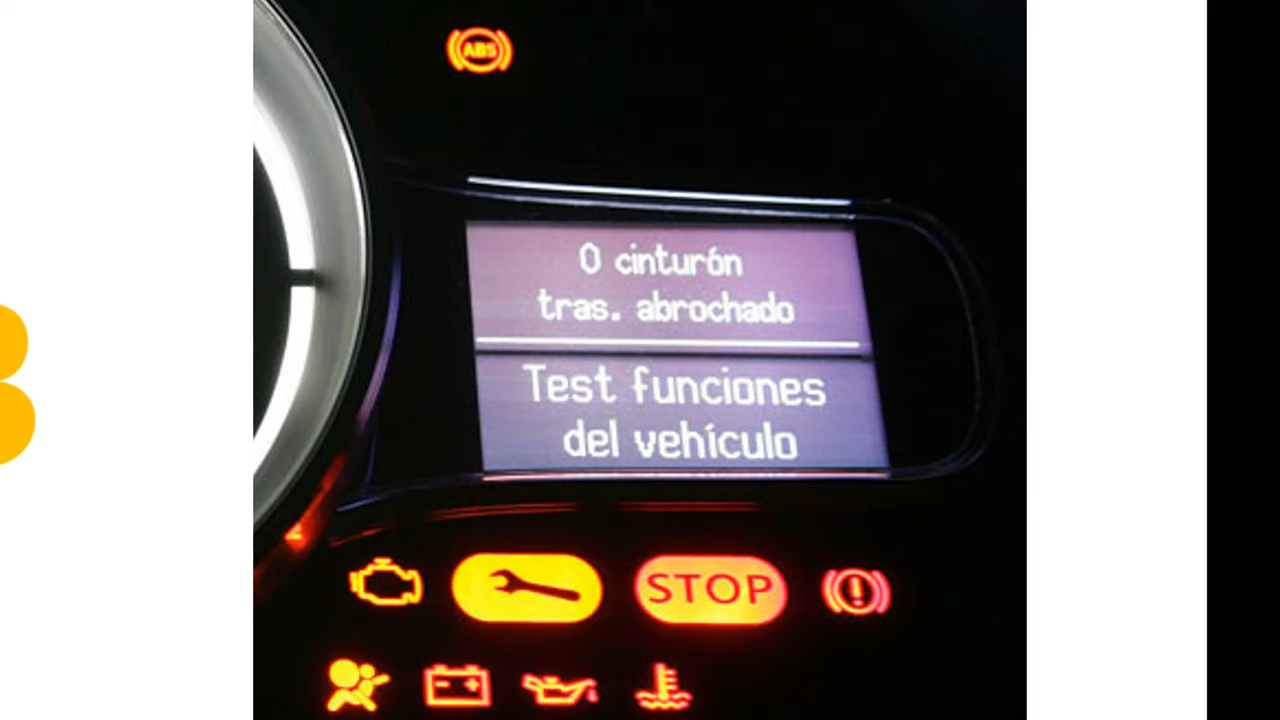 ABS
0 cinturón
tras. abrochado
Test funciones
del vehículo
STOP